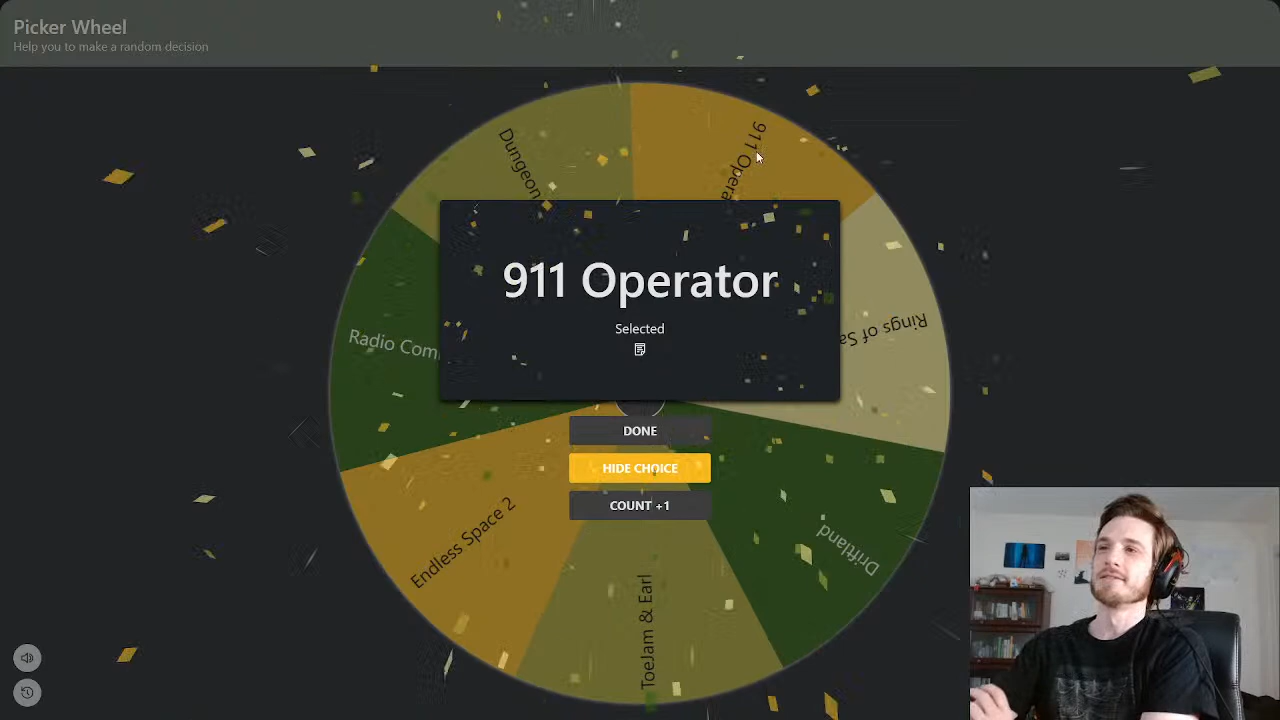 Picker Wheel
Help you to make a random decision
911 Opera
Dungeon
Rings of Sa
Radio Com
911 Operator
Selected
DONE
HIDE CHOICE
COUNT +1
Endless Space 2
Driftland
ToeJam & Earl